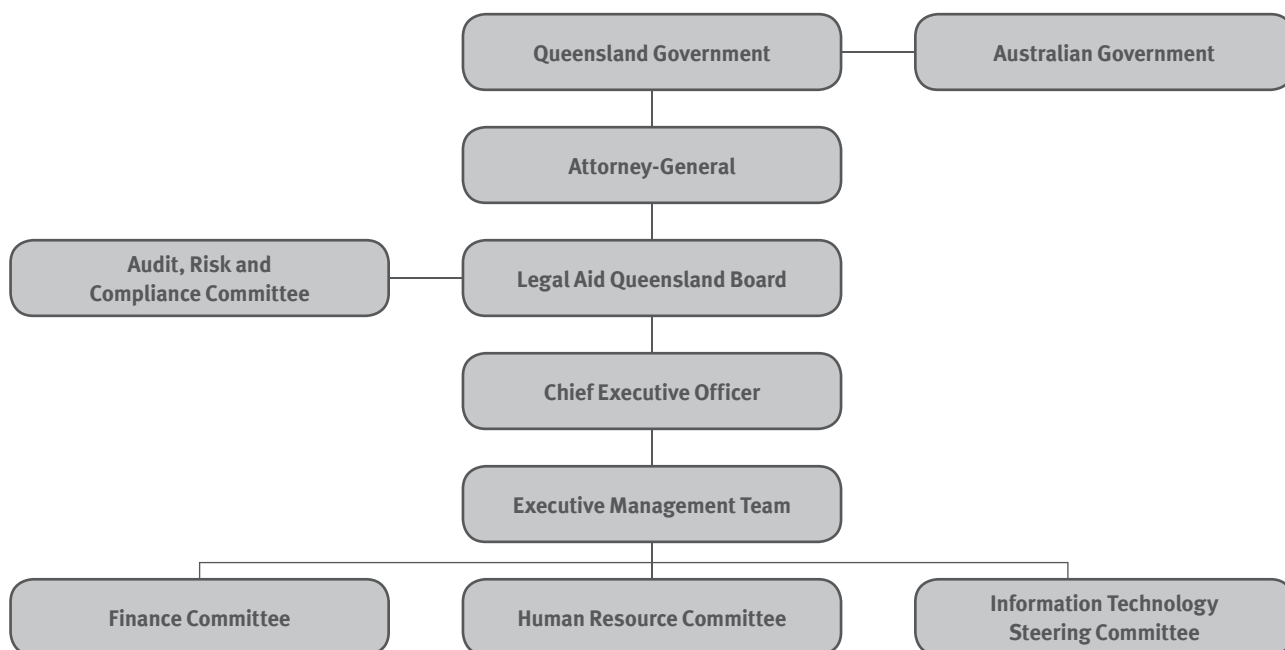 Queensland Government
Australian Government
Attorney-General
Audit, Risk and
Compliance Committee
Legal Aid Queensland Board
Chief Executive Officer
Executive Management Team
Finance Committee
Human Resource Committee
Information Technology
Steering Committee